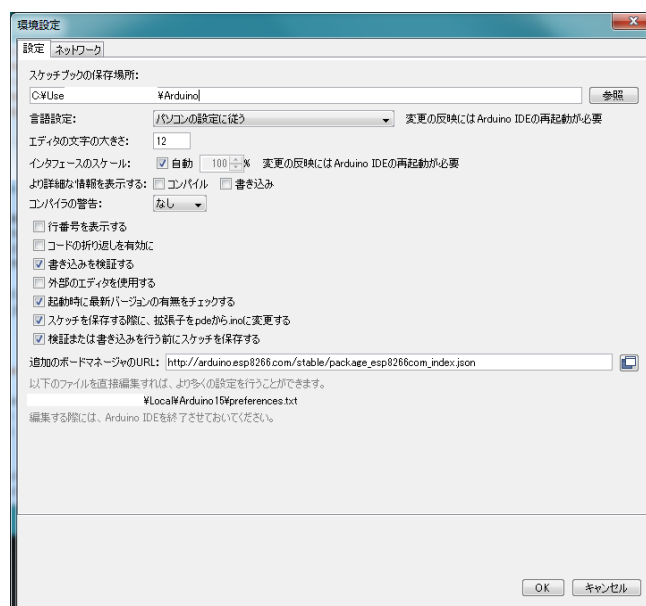 環境設定
設定 ネットワーク
スケッチブックの保存場所:
C:¥Use ¥Arduino 参照
言語設定: パソコンの設定に従う 変更の反映にはArduino IDEの再起動が必要
エディタの文字の大きさ: 12
インタフェースのスケール: 自動 100 % 変更の反映にはArduino IDEの再起動が必要
より詳細な情報を表示する: コンパイル 書き込み
コンパイラの警告: なし
行番号を表示する
コードの折り返しを有効に
書き込みを検証する
外部のエディタを使用する
起動時に最新バージョンの有無をチェックする
スケッチを保存する際に、拡張子をpdeから.inoに変更する
検証または書き込みを行う前にスケッチを保存する
追加のボードマネージャのURL: http://arduino.esp8266.com/stable/package_esp8266com_index.json
以下のファイルを直接編集すれば、より多くの設定を行うことができます。
¥Local¥Arduino15¥preferences.txt
編集する際には、Arduino IDEを終了させておいてください。
OK キャンセル